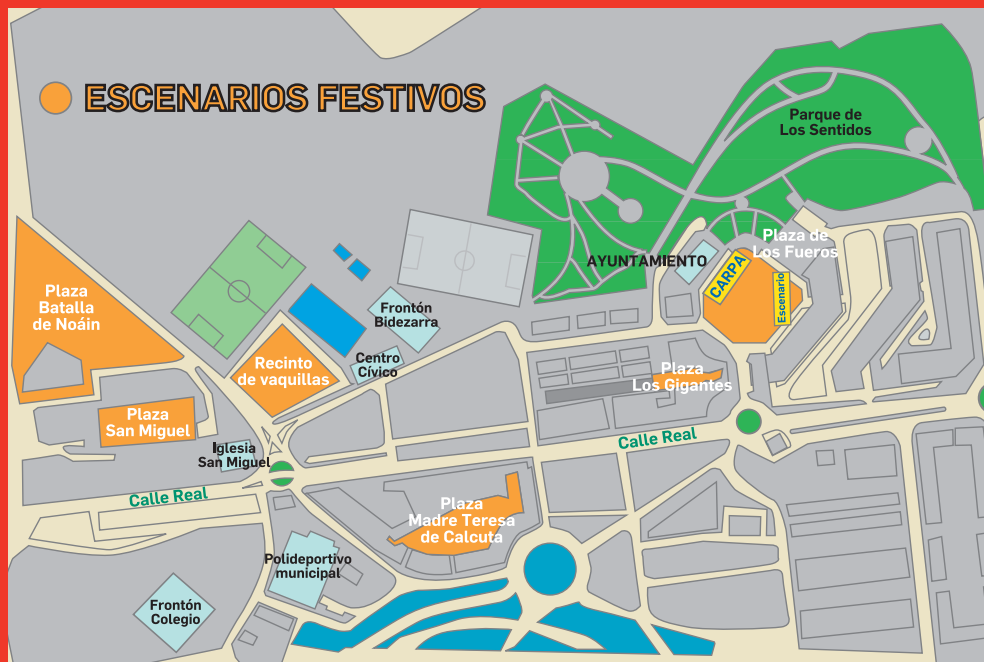 ESCENARIOS FESTIVOS
Parque de
Los Sentidos
Plaza de
Los Fueros
AYUNTAMIENTO
CARPA
Escenario
Plaza
Batalla
de Noáin
Frontón
Bidezarra
Centro
Cívico
Recinto
de vaquillas
Plaza
Los Gigantes
Plaza
San Miguel
Iglesia
San Miguel
Calle Real
Calle Real
Plaza
Madre Teresa
de Calcuta
Polideportivo
municipal
Frontón
Colegio